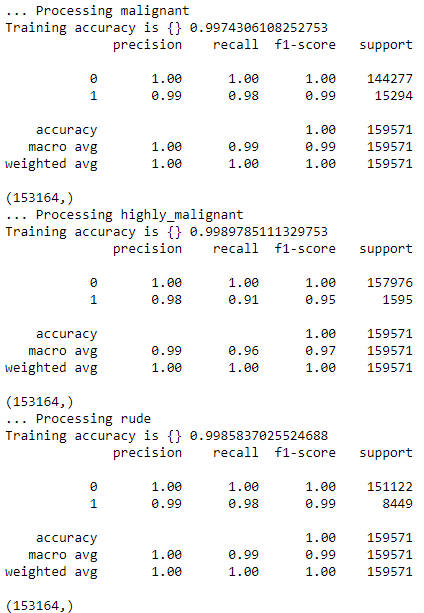 ... Processing malignant
Training accuracy is {} 0.9974306108252753
precision recall f1-score support
0 1.00 1.00 1.00 144277
1 0.99 0.98 0.99 15294
accuracy 1.00 159571
macro avg 1.00 0.99 0.99 159571
weighted avg 1.00 1.00 1.00 159571
(153164,)
... Processing highly_malignant
Training accuracy is {} 0.9989785111329753
precision recall f1-score support
0 1.00 1.00 1.00 157976
1 0.98 0.91 0.95 1595
accuracy 1.00 159571
macro avg 0.99 0.96 0.97 159571
weighted avg 1.00 1.00 1.00 159571
(153164,)
... Processing rude
Training accuracy is {} 0.9985837025524688
precision recall f1-score support
0 1.00 1.00 1.00 151122
1 0.99 0.98 0.99 8449
accuracy 1.00 159571
macro avg 1.00 0.99 0.99 159571
weighted avg 1.00 1.00 1.00 159571
(153164,)